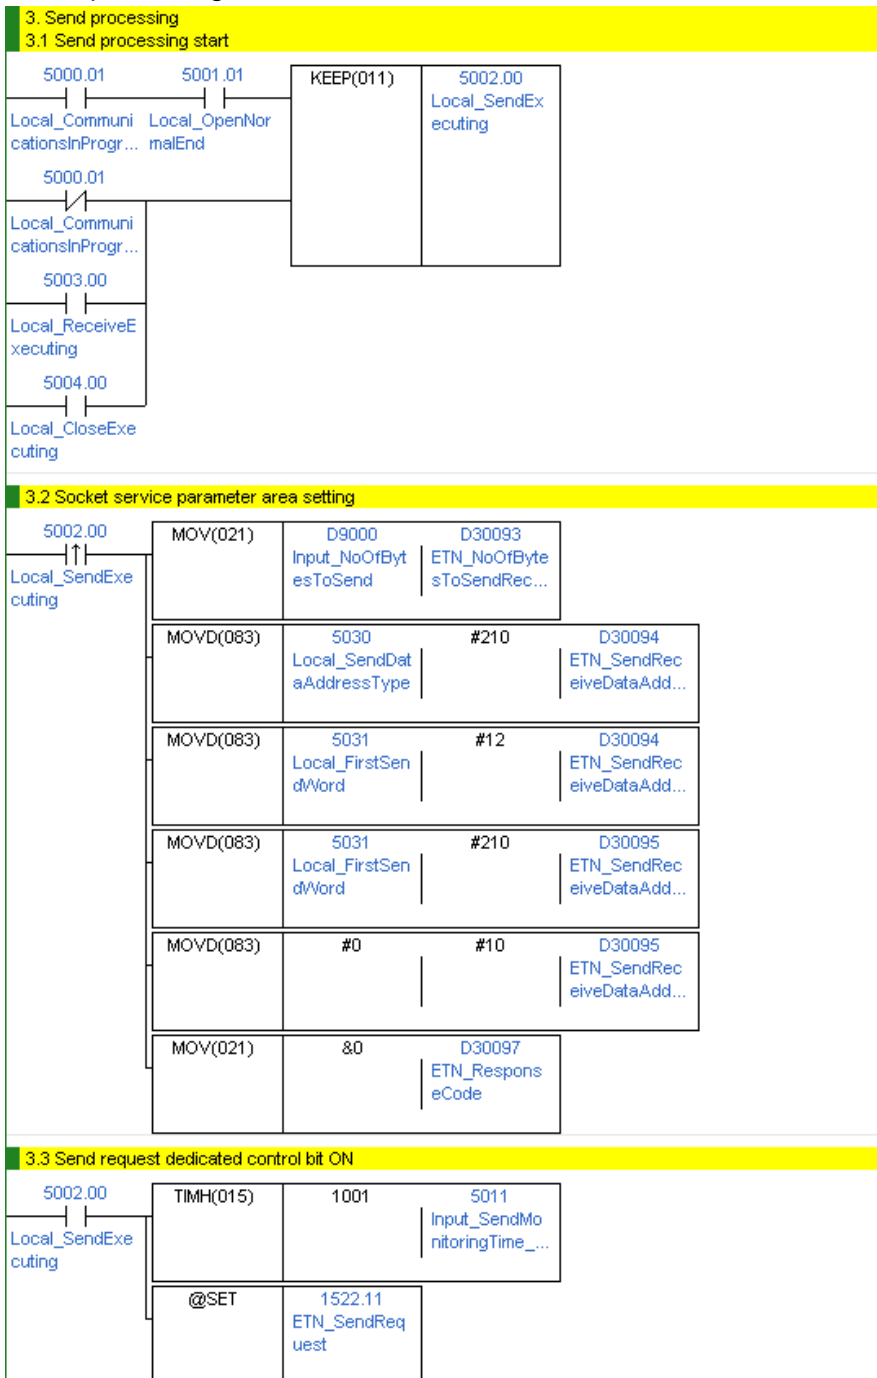 3. Send processing
3.1 Send processing start
5000.01
5001.01
KEEP(011)
5002.00
Local_Communi
cationsInProgr...
Local_OpenNor
malEnd
Local_SendEx
ecuting
5000.01
Local_Communi
cationsInProgr...
5003.00
Local_ReceiveE
xecuting
5004.00
Local_CloseExe
cuting
3.2 Socket service parameter area setting
5002.00
Local_SendExe
cuting
MOV(021)
D9000
Input_NoOfByt
esToSend
D30093
ETN_NoOfByte
sToSendRec...
MOVD(083)
5030
Local_SendDat
aAddressType
#210
D30094
ETN_SendRec
eiveDataAdd...
MOVD(083)
5031
Local_FirstSen
dWord
#12
D30094
ETN_SendRec
eiveDataAdd...
MOVD(083)
5031
Local_FirstSen
dWord
#210
D30095
ETN_SendRec
eiveDataAdd...
MOVD(083)
#0
#10
D30095
ETN_SendRec
eiveDataAdd...
MOV(021)
&0
D30097
ETN_Respons
eCode
3.3 Send request dedicated control bit ON
5002.00
Local_SendExe
cuting
TIMH(015)
1001
5011
Input_SendMo
nitoringTime_...
@SET
1522.11
ETN_SendReq
uest